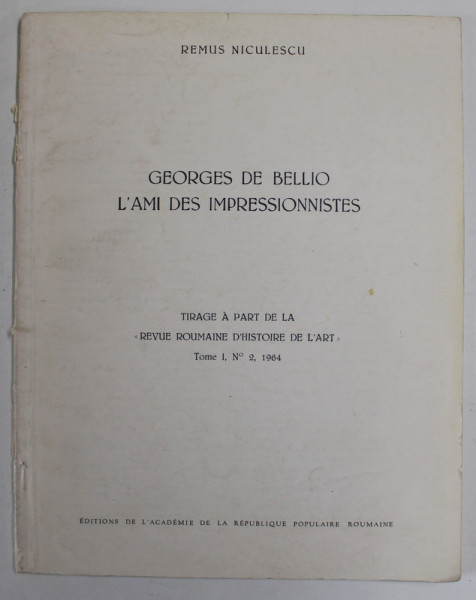 REMUS NICULESCU
GEORGES DE BELLIO
L'AMI DES IMPRESSIONNISTES
TIRAGE À PART DE LA
« REVUE ROUMAINE D'HISTOIRE DE L'ART »
Tome I, Nº 2, 1964
ÉDITIONS DE L'ACADÉMIE DE LA RÉPUBLIQUE POPULAIRE ROUMAINE